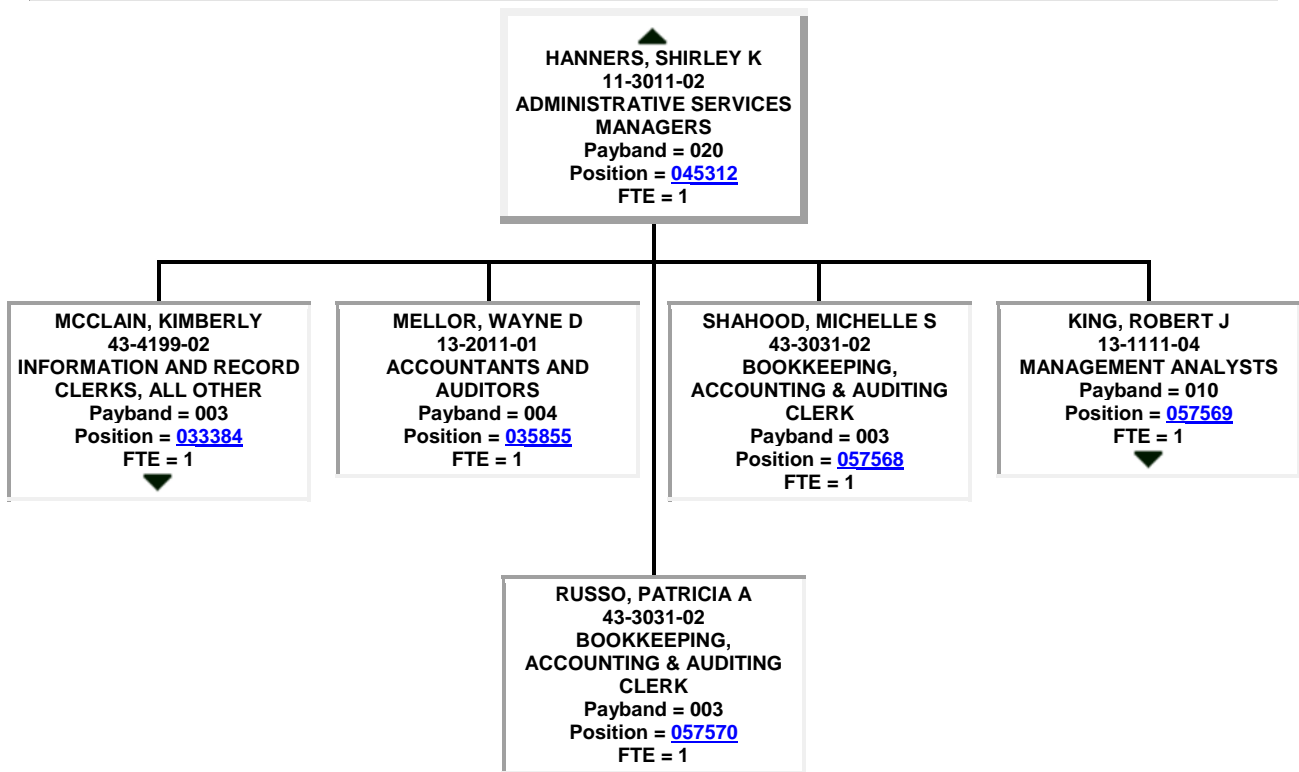 HANNERS, SHIRLEY K
11-3011-02
ADMINISTRATIVE SERVICES
MANAGERS
Payband = 020
Position = 045312
FTE = 1
MCCLAIN, KIMBERLY
43-4199-02
INFORMATION AND RECORD
CLERKS, ALL OTHER
Payband = 003
Position = 033384
FTE = 1
MELLOR, WAYNE D
13-2011-01
ACCOUNTANTS AND
AUDITORS
Payband = 004
Position = 035855
FTE = 1
SHAHOOD, MICHELLE S
43-3031-02
BOOKKEEPING,
ACCOUNTING & AUDITING
CLERK
Payband = 003
Position = 057568
FTE = 1
KING, ROBERT J
13-1111-04
MANAGEMENT ANALYSTS
Payband = 010
Position = 057569
FTE = 1
RUSSO, PATRICIA A
43-3031-02
BOOKKEEPING,
ACCOUNTING & AUDITING
CLERK
Payband = 003
Position = 057570
FTE = 1